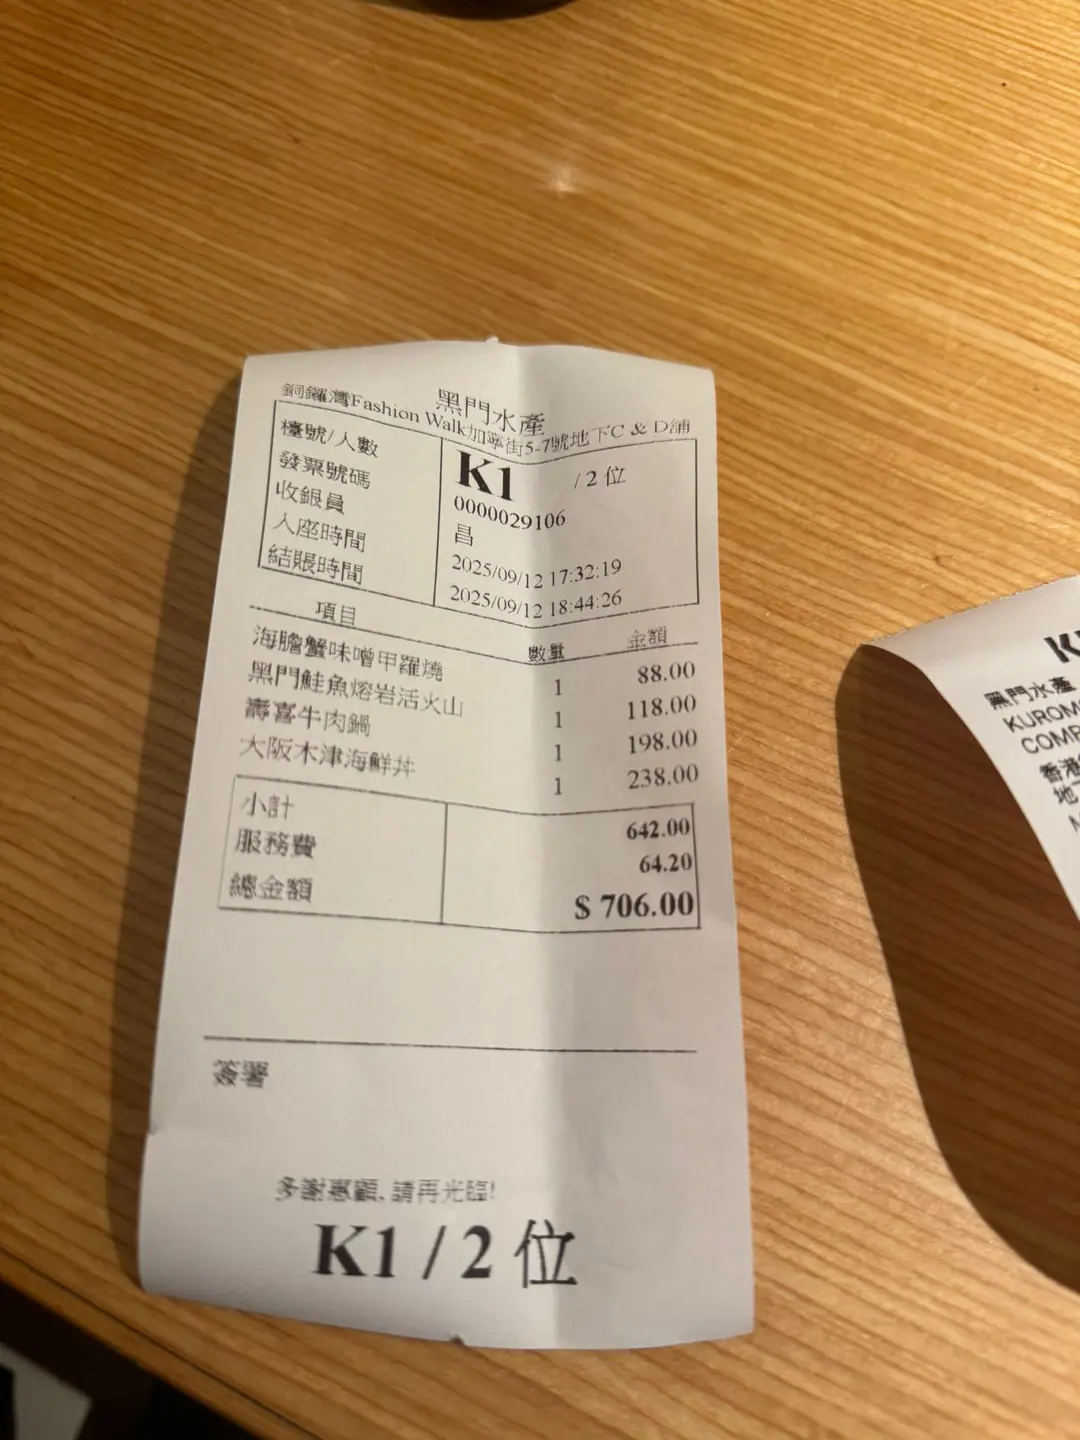 黑門水產
銅鑼灣Fashion Walk加寧街5-7號地下C & D舖
檯號/人數 K1 / 2 位
發票號碼 0000029106
收銀員 昌
入座時間 2025/09/12 17:32:19
結賬時間 2025/09/12 18:44:26
項目 數量 金額
海膽蟹味噌甲羅燒 1 88.00
黑門鮭魚熔岩活火山 1 118.00
壽喜牛肉鍋 1 198.00
大阪木津海鮮丼 1 238.00
小計 642.00
服務費 64.20
總金額 $ 706.00
簽署
多謝惠顧, 請再光臨!
K1 / 2 位
黑門水產
KUROM
COMP
香港
地